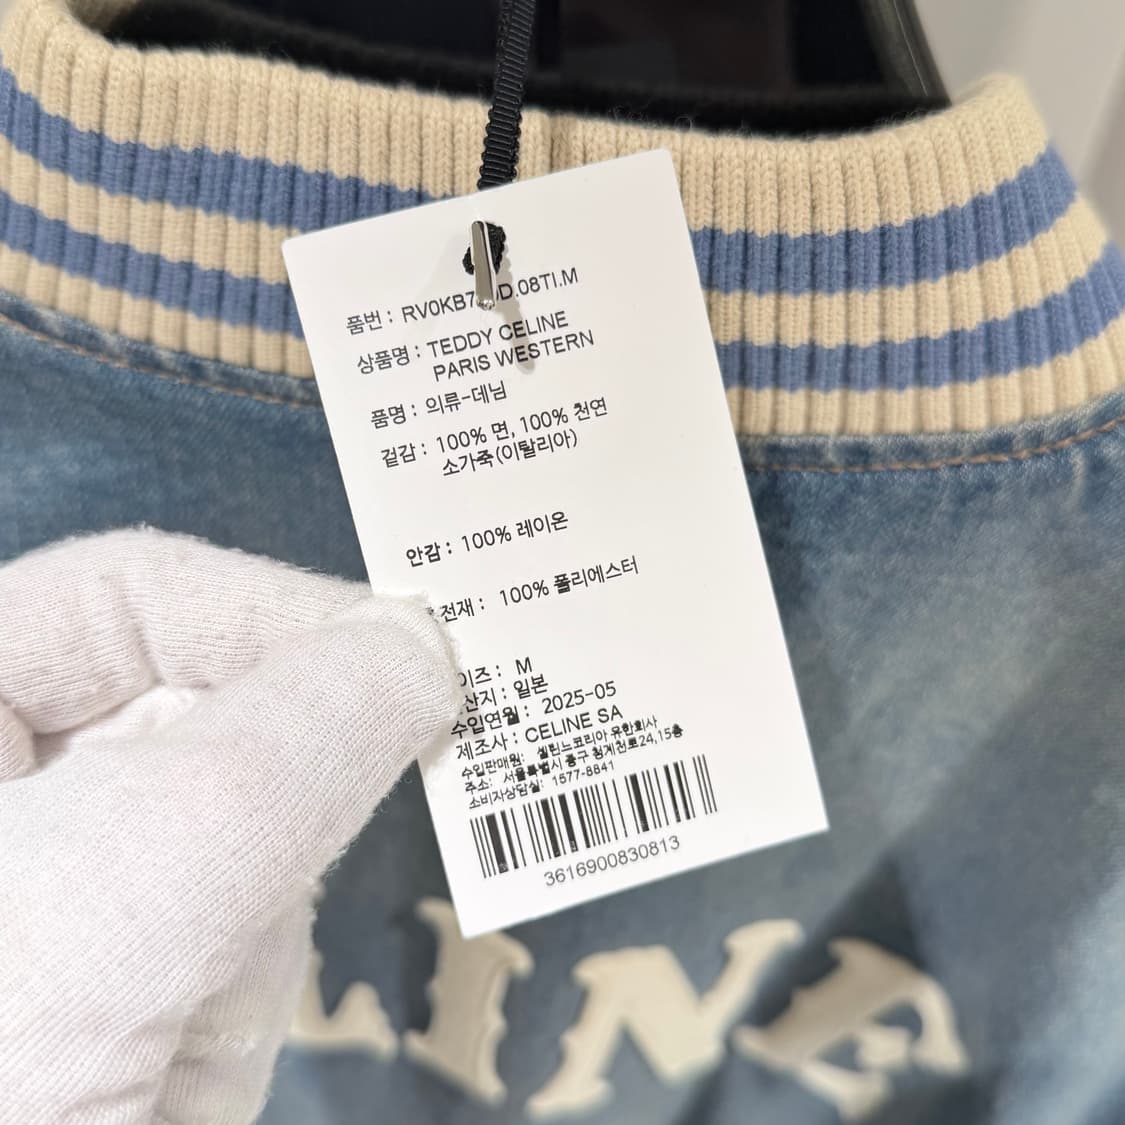 품번 : RV0KB7 D.08TI.M
상품명 : TEDDY CELINE
PARIS WESTERN
품명 : 의류-데님
겉감 : 100% 면, 100% 천연
소가죽(이탈리아)
안감 : 100% 레이온
전재 : 100% 폴리에스터
이즈 : M
산지 : 일본
수입연월 : 2025-05
제조사 : CELINE SA
수입판매원: 셀린느코리아 유한회사
주소: 서울특별시 중구 청계천로24,15층
소비자상담실: 1577-8841
3616900830813
LINE